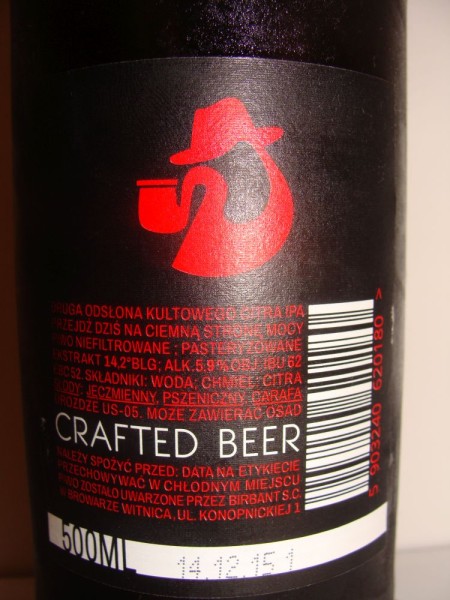 DRUGA ODSŁONA KULTOWEGO CITRA IPA
PRZEJDŹ DZIŚ NA CIEMNĄ STRONĘ MOCY
PIWO NIEFILTROWANE ; PASTERYZOWANE
EKSTRAKT 14,2°BLG; ALK.5,9%OBJ. IBU 62
EBC 52. SKŁADNIKI: WODA; CHMIEL: CITRA
SŁODY: JĘCZMIENNY, PSZENICZNY, CARAFA
DROŻDŻE US-05. MOŻE ZAWIERAĆ OSAD
CRAFTED BEER
NALEŻY SPOŻYĆ PRZED: DATĄ NA ETYKIECIE
PRZECHOWYWAĆ W CHŁODNYM MIEJSCU
PIWO ZOSTAŁO UWARZONE PRZEZ BIRBANT S.C.
W BROWARZE WITNICA, UL. KONOPNICKIEJ 1
500ML
14.12.15 1
5 903240 620180 >